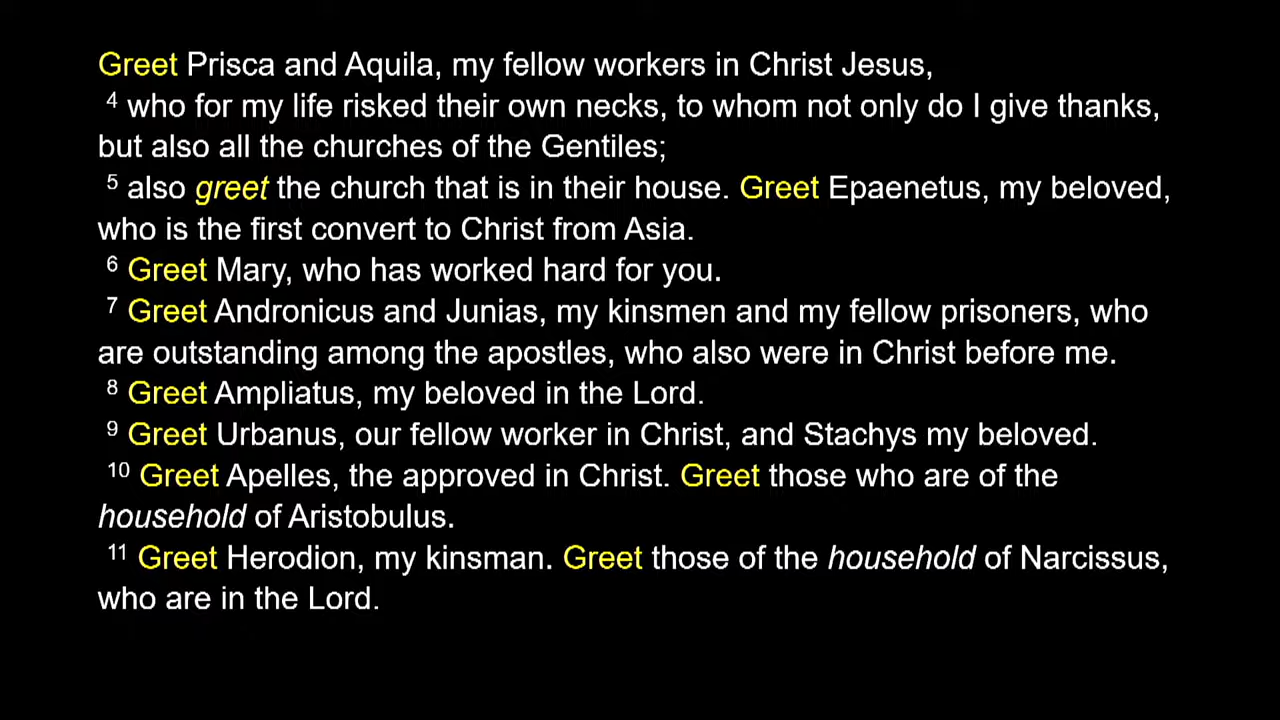 Greet Prisca and Aquila, my fellow workers in Christ Jesus,
4 who for my life risked their own necks, to whom not only do I give thanks,
but also all the churches of the Gentiles;
5 also greet the church that is in their house. Greet Epaenetus, my beloved,
who is the first convert to Christ from Asia.
6 Greet Mary, who has worked hard for you.
7 Greet Andronicus and Junias, my kinsmen and my fellow prisoners, who
are outstanding among the apostles, who also were in Christ before me.
8 Greet Ampliatus, my beloved in the Lord.
9 Greet Urbanus, our fellow worker in Christ, and Stachys my beloved.
10 Greet Apelles, the approved in Christ. Greet those who are of the
household of Aristobulus.
11 Greet Herodion, my kinsman. Greet those of the household of Narcissus,
who are in the Lord.